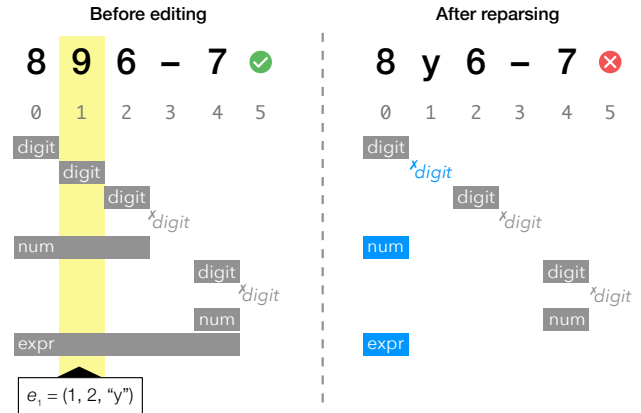 Before editing
After reparsing
8 9 6 – 7
8 y 6 – 7
0 1 2 3 4 5
0 1 2 3 4 5
digit
digit
digit
✗digit
digit
digit
✗digit
✗digit
num
num
digit
digit
✗digit
✗digit
num
num
expr
expr
e1 = (1, 2, “y”)